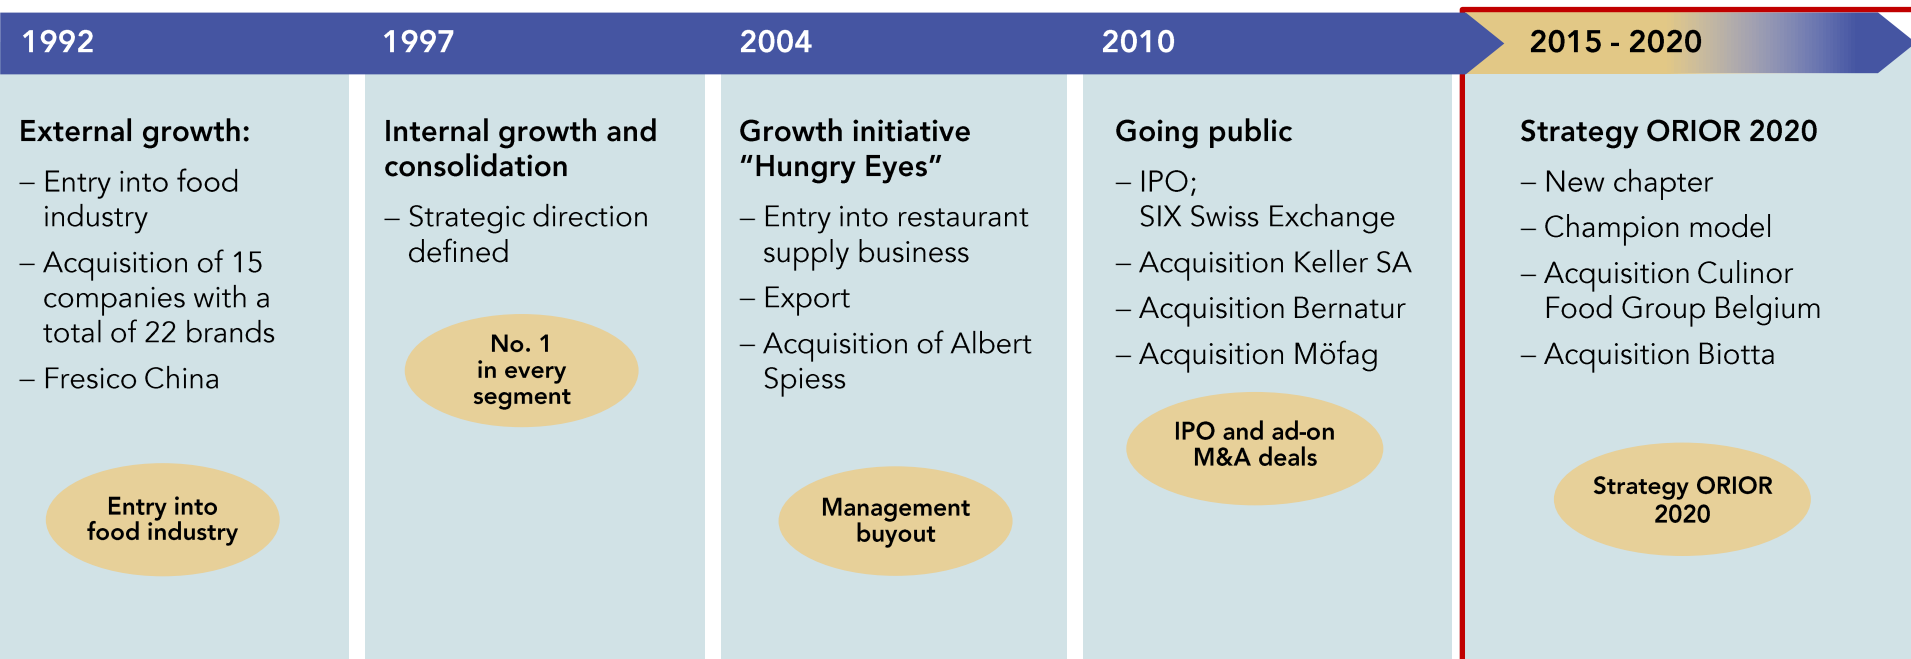 1992
External growth:
– Entry into food
industry
– Acquisition of 15
companies with a
total of 22 brands
– Fresico China
Entry into
food industry
1997
Internal growth and
consolidation
– Strategic direction
defined
No. 1
in every
segment
2004
Growth initiative
“Hungry Eyes”
– Entry into restaurant
supply business
– Export
– Acquisition of Albert
Spiess
Management
buyout
2010
Going public
– IPO;
SIX Swiss Exchange
– Acquisition Keller SA
– Acquisition Bernatur
– Acquisition Möfag
IPO and ad-on
M&A deals
2015 - 2020
Strategy ORIOR 2020
– New chapter
– Champion model
– Acquisition Culinor
Food Group Belgium
– Acquisition Biotta
Strategy ORIOR
2020